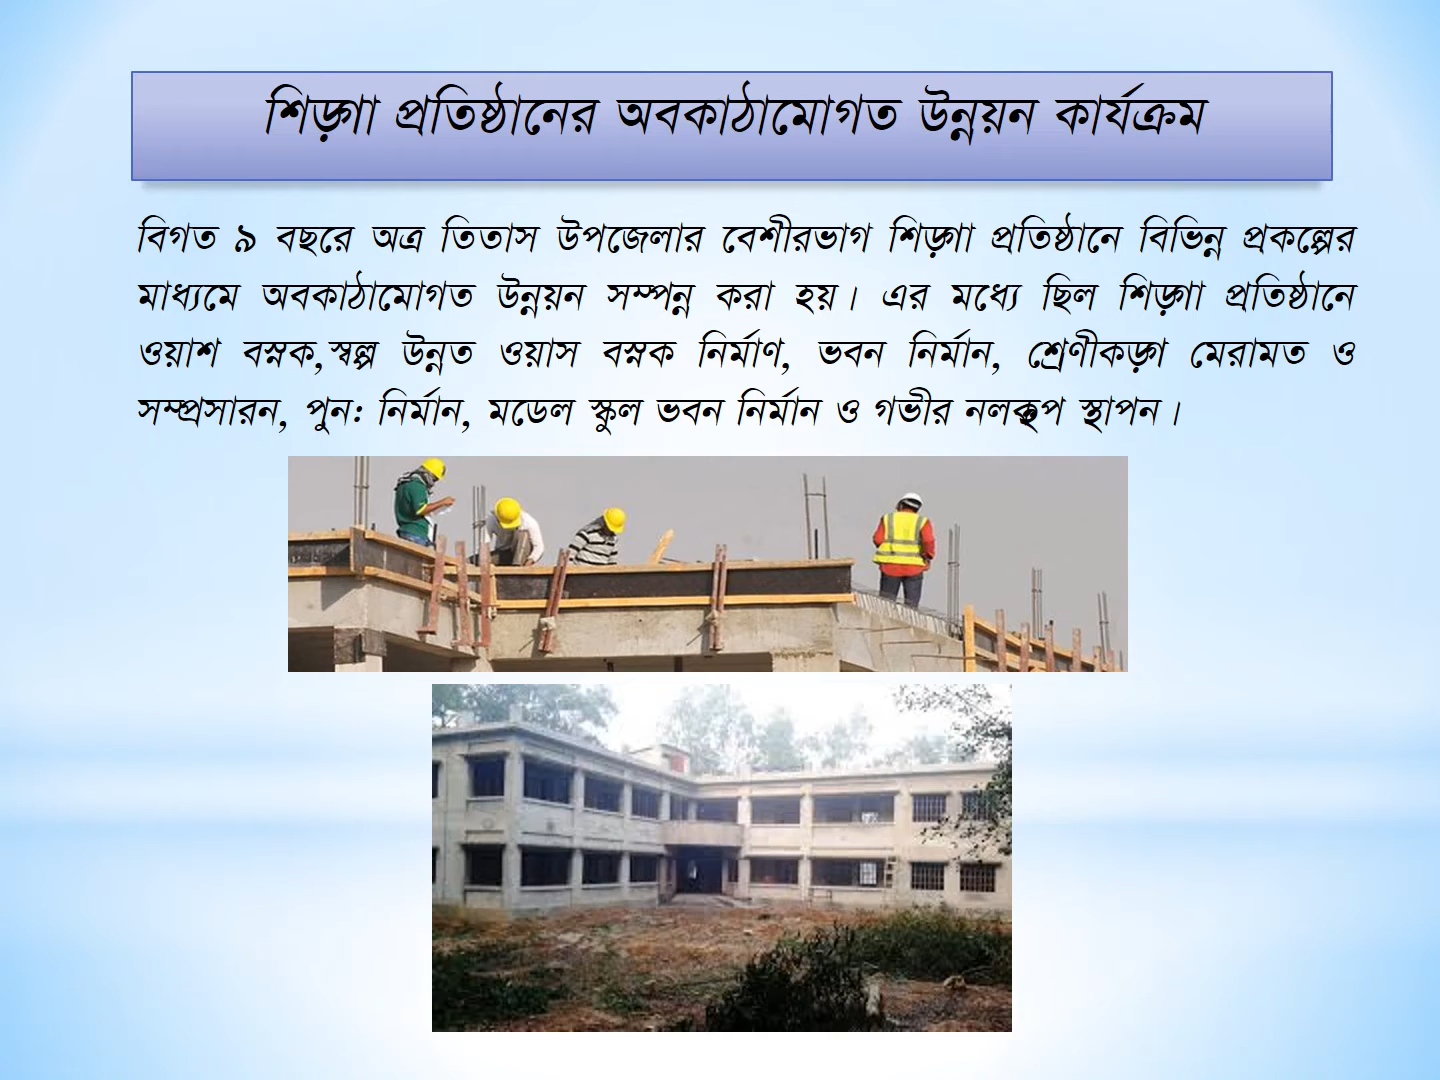 শিড়্গা প্রতিষ্ঠানের অবকাঠামোগত উন্নয়ন কার্যক্রম
বিগত ৯ বছরে অত্র তিতাস উপজেলার বেশীরভাগ শিড়্গা প্রতিষ্ঠানে বিভিন্ন প্রকল্পের
মাধ্যমে অবকাঠামোগত উন্নয়ন সম্পন্ন করা হয়। এর মধ্যে ছিল শিড়্গা প্রতিষ্ঠানে
ওয়াশ বস্নক,স্বল্প উন্নত ওয়াস বস্নক নির্মাণ, ভবন নির্মান, শ্রেণীকড়্গ মেরামত ও
সম্প্রসারন, পুন: নির্মান, মডেল স্কুল ভবন নির্মান ও গভীর নলকূপ স্থাপন।